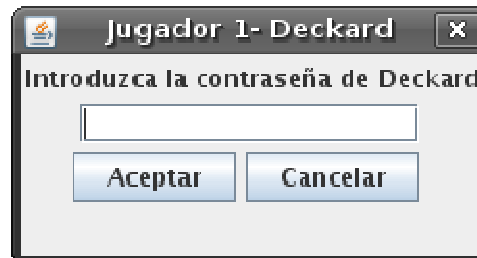 Jugador 1- Deckard
Introduzca la contraseña de Deckard
Aceptar Cancelar